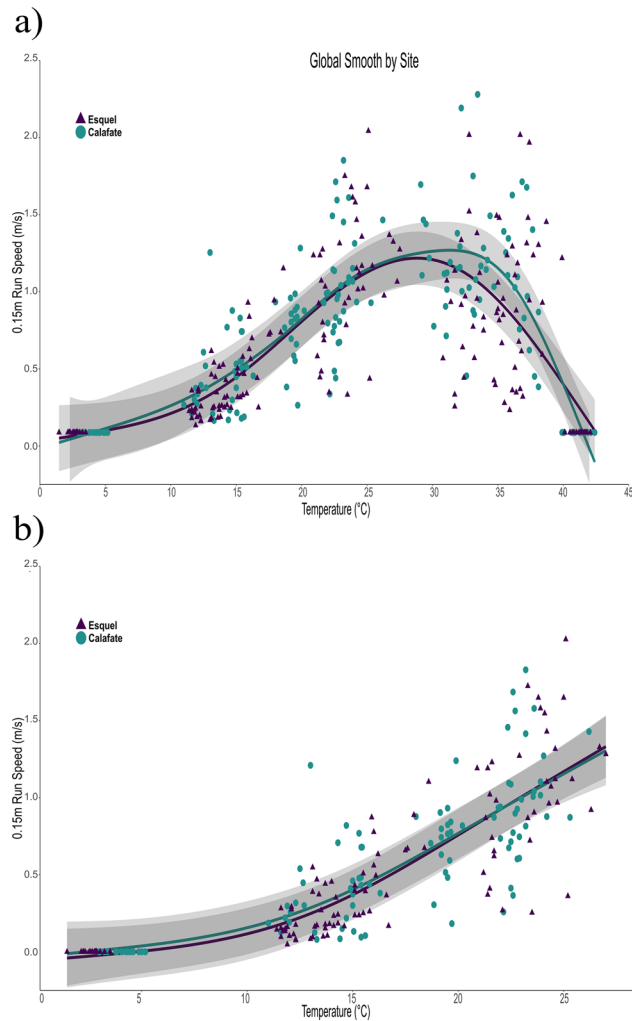 a)
Global Smooth by Site
2.5
2.0
1.5
1.0
0.5
0.0
Esquel
Calafate
0.15m Run Speed (m/s)
0 5 10 15 20 25 30 35 40 45
Temperature (°C)
b)
2.5
2.0
1.5
1.0
0.5
0.0
Esquel
Calafate
0.15m Run Speed (m/s)
0 5 10 15 20 25
Temperature (°C)